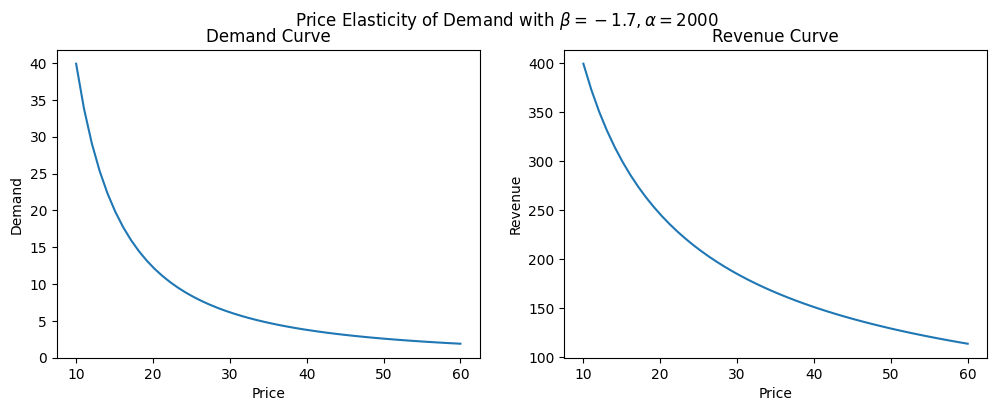 Price Elasticity of Demand with β = −1.7, α = 2000
Demand Curve
Demand
40
35
30
25
20
15
10
5
0
10 20 30 40 50 60
Price
Revenue Curve
Revenue
400
350
300
250
200
150
100
10 20 30 40 50 60
Price